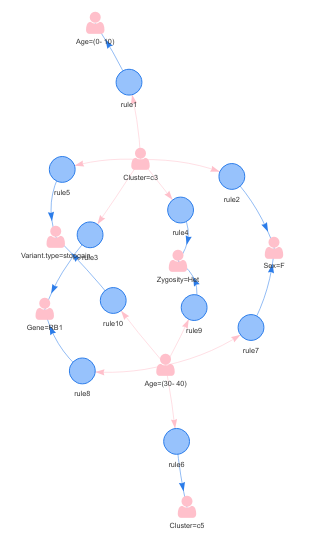 Age=(0- 10)
rule1
Cluster=c3
rule5
rule2
rule4
Variant.type=stopgain
rule3
Sex=F
Zygosity=Het
rule10
Gene=RB1
rule9
rule7
Age=(30- 40)
rule8
rule6
Cluster=c5